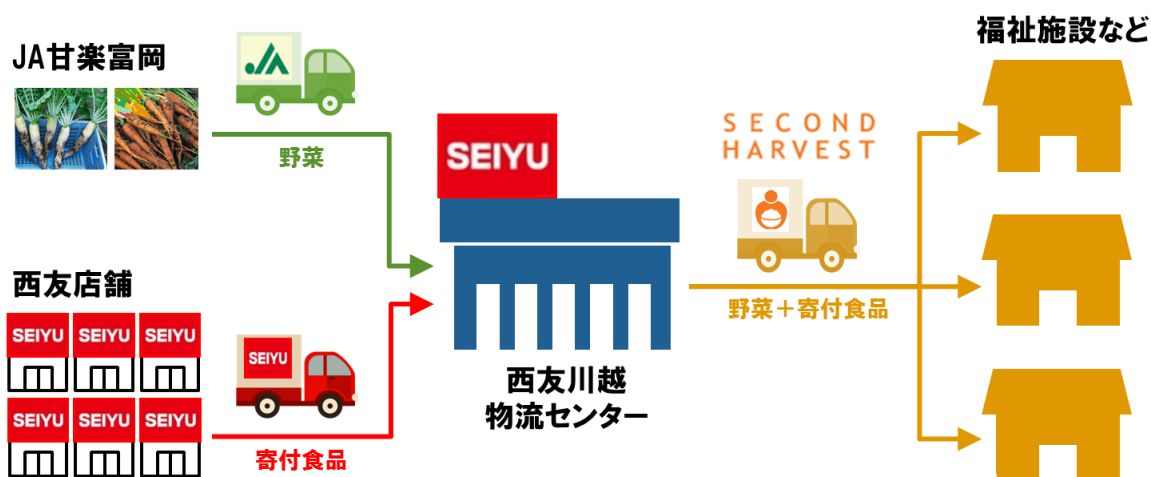 JA甘楽富岡
JA
野菜
西友店舗
SEIYU SEIYU SEIYU
SEIYU SEIYU SEIYU
SEIYU
寄付食品
SEIYU
西友川越
物流センター
SECOND
HARVEST
野菜+寄付食品
福祉施設など